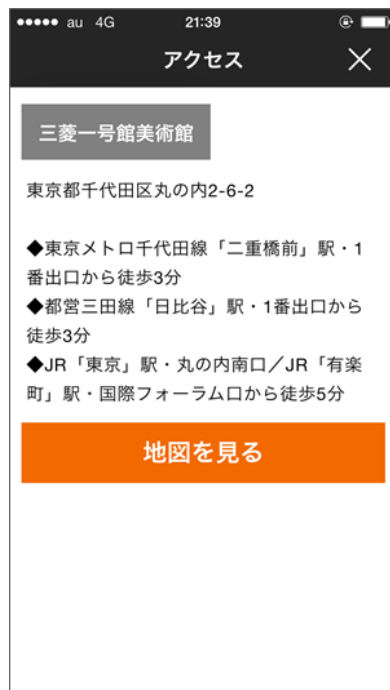 ●●●●● au 4G 21:39
アクセス
三菱一号館美術館
東京都千代田区丸の内2-6-2
◆東京メトロ千代田線「二重橋前」駅・1
番出口から徒歩3分
◆都営三田線「日比谷」駅・1番出口から
徒歩3分
◆JR「東京」駅・丸の内南口／JR「有楽
町」駅・国際フォーラム口から徒歩5分
地図を見る